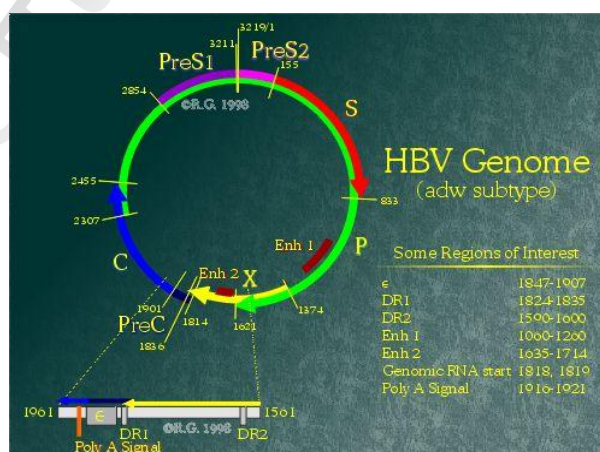 3219/1
3211
PreS1
PreS2
155
2854
©R.G. 1998
S
HBV Genome
(adw subtype)
2455
833
2307
P
Enh 1
Some Regions of Interest
C
Enh 2
X
ϵ 1847-1907
DR1 1824-1835
DR2 1590-1600
Enh 1 1060-1260
Enh 2 1635-1714
Genomic RNA start 1818, 1819
Poly A Signal 1916-1921
1901
1814
1374
PreC
1621
1836
1961
ϵ
1561
DR1
©R.G. 1998
DR2
Poly A Signal